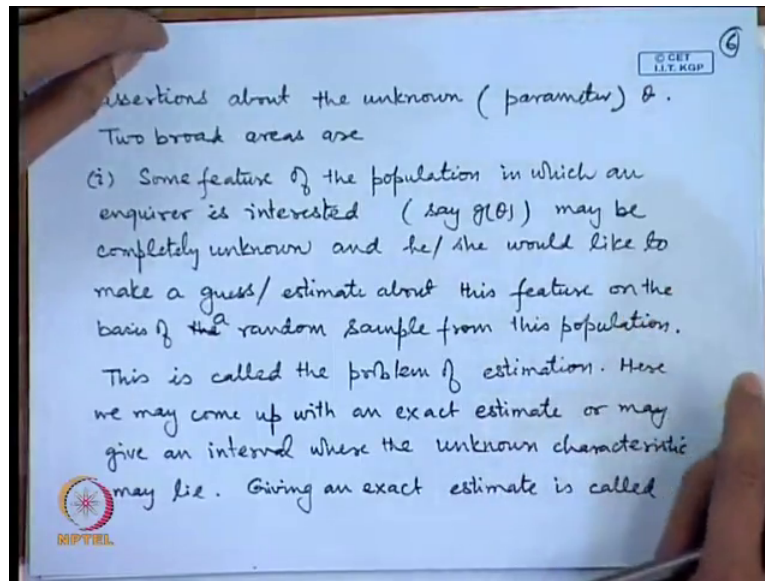 6
© CET
I.I.T. KGP
assertions about the unknown ( parameter) θ.
Two broad areas are
(i) Some feature of the population in which an
enquirer is interested ( say g(θ) ) may be
completely unknown and he/ she would like to
make a guess/ estimate about this feature on the
basis of the a random sample from this population.
This is called the problem of estimation. Here
we may come up with an exact estimate or may
give an interval where the unknown characteristic
may lie. Giving an exact estimate is called
NPTEL